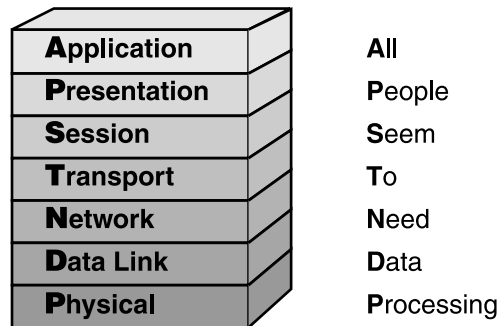 Application All
Presentation People
Session Seem
Transport To
Network Need
Data Link Data
Physical Processing